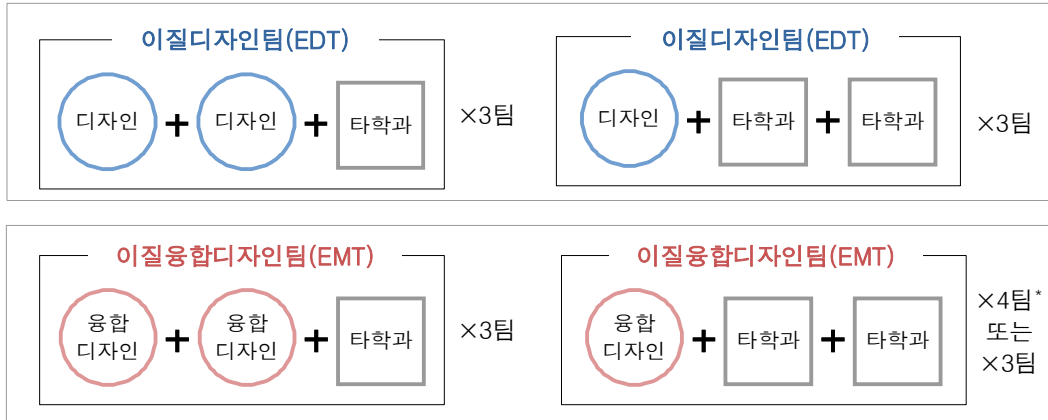 이질디자인팀(EDT)
디자인 + 디자인 + 타학과
×3팀
이질디자인팀(EDT)
디자인 + 타학과 + 타학과
×3팀
이질융합디자인팀(EMT)
융합
디자인
+
융합
디자인
+
타학과
×3팀
이질융합디자인팀(EMT)
융합
디자인
+
타학과
+
타학과
×4팀*
또는
×3팀